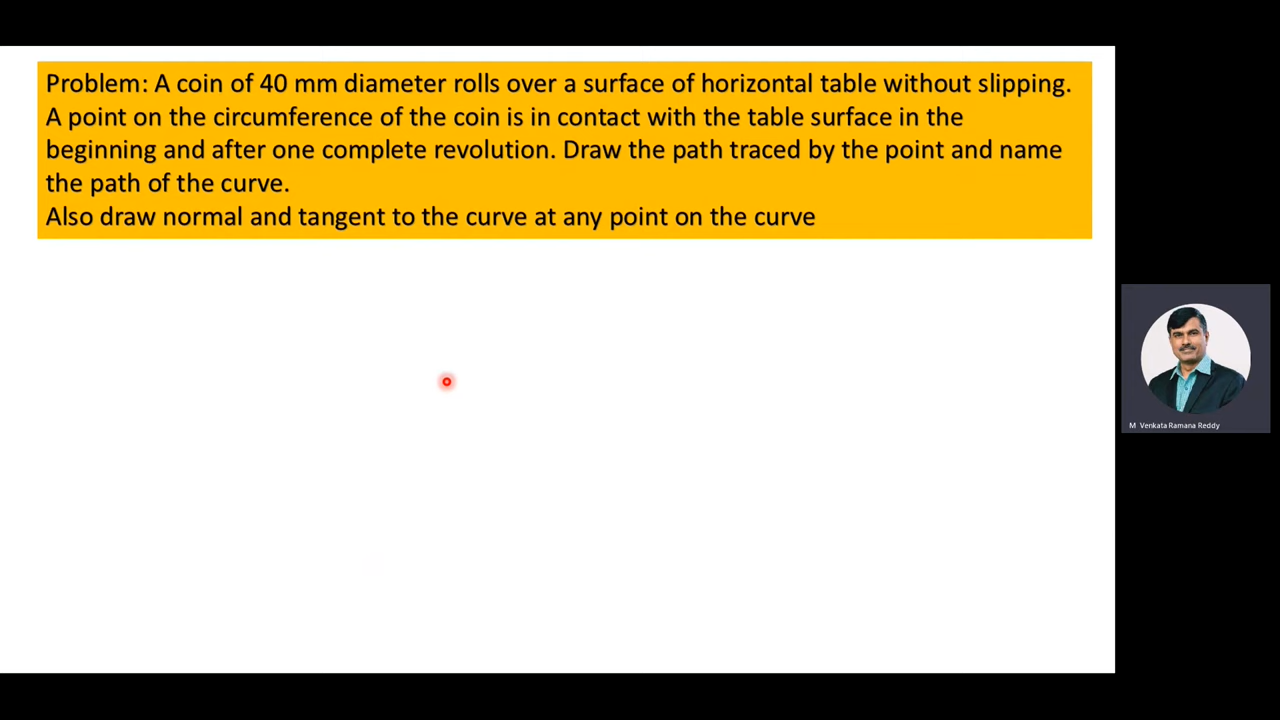 Problem: A coin of 40 mm diameter rolls over a surface of horizontal table without slipping.
A point on the circumference of the coin is in contact with the table surface in the
beginning and after one complete revolution. Draw the path traced by the point and name
the path of the curve.
Also draw normal and tangent to the curve at any point on the curve
M Venkata Ramana Reddy